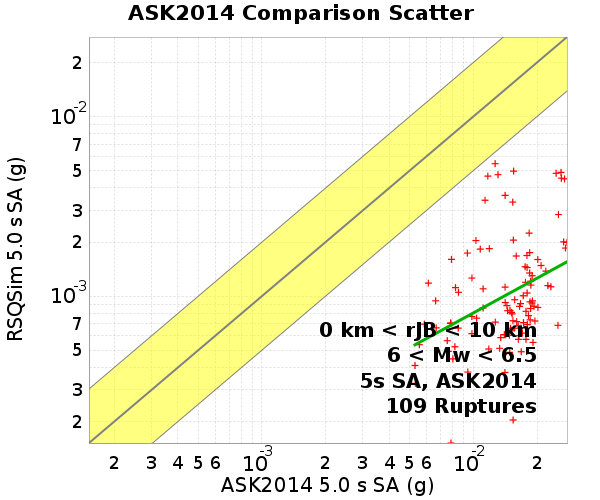 ASK2014 Comparison Scatter
RSQSim 5.0 s SA (g)
2
10-2
7
5
3
2
10-3
7
5
3
2
0 km < rJB < 10 km
6 < Mw < 6.5
5s SA, ASK2014
109 Ruptures
2 3 4 5 6 10-3 2 3 4 5 6 10-2 2
ASK2014 5.0 s SA (g)